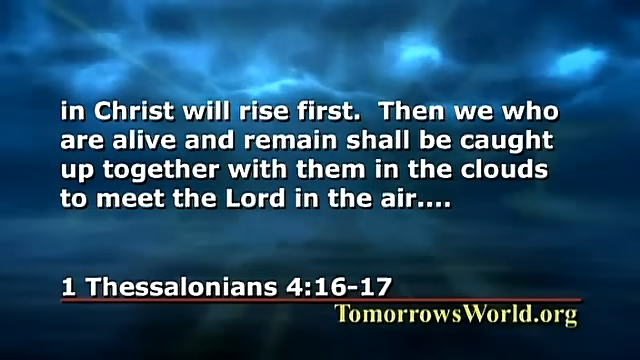 in Christ will rise first.  Then we who
are alive and remain shall be caught
up together with them in the clouds
to meet the Lord in the air....
1 Thessalonians 4:16-17
TomorrowsWorld.org